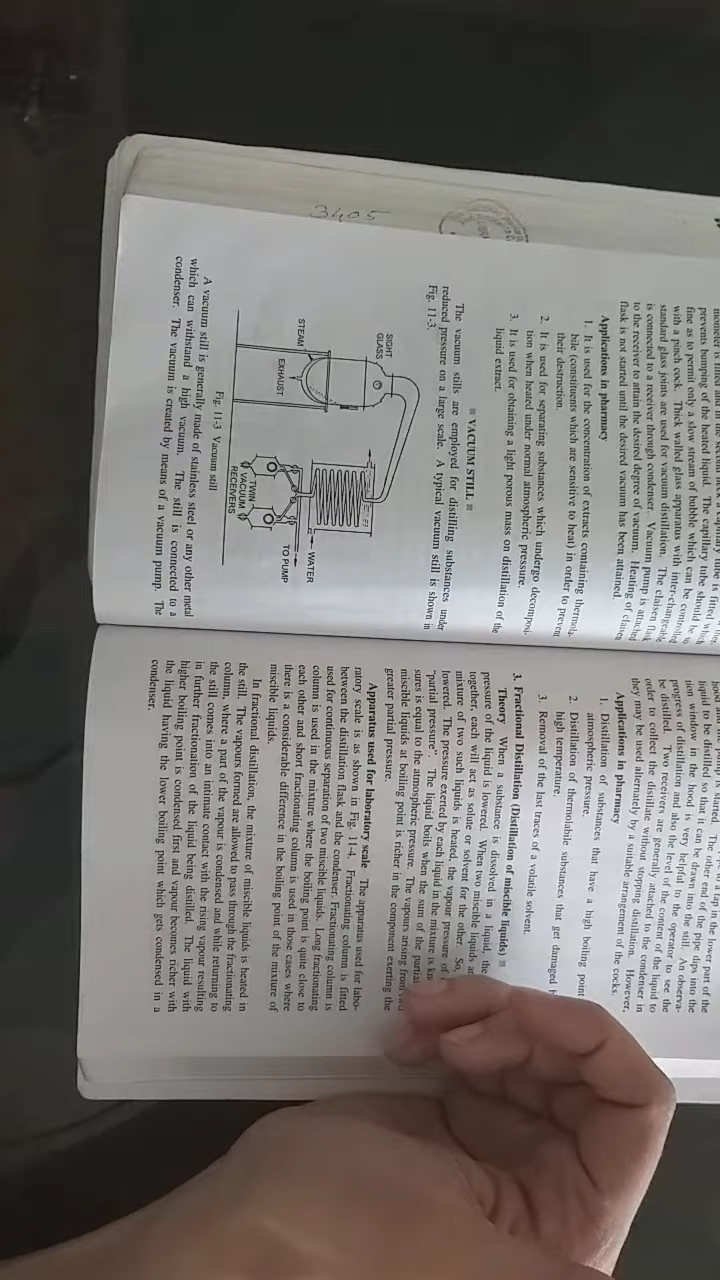 prevents bumping of the heated liquid. The capillary tube should be
fine as to permit only a slow stream of bubble which can be controlled
with a pinch cock. Thick walled glass apparatus with inter-changeable
standard glass joints are used for vacuum distillation. The claisen flask
is connected to a receiver through condenser. Vacuum pump is attached
to the receiver to attain the desired degree of vacuum. Heating of claisen
flask is not started until the desired vacuum has been attained.
Applications in pharmacy
1. It is used for the concentration of extracts containing thermola-
bile (constituents which are sensitive to heat) in order to prevent
their destruction.
2. It is used for separating substances which undergo decomposi-
tion when heated under normal atmospheric pressure.
3. It is used for obtaining a light porous mass on distillation of the
liquid extract.
VACUUM STILL
The vacuum stills are employed for distilling substances under
reduced pressure on a large scale. A typical vacuum still is shown in
Fig. 11-3.
SIGHT
GLASS
STEAM
EXHAUST
WATER
TO PUMP
TWIN
VACUUM
RECEIVERS
Fig. 11-3 Vacuum still
A vacuum still is generally made of stainless steel or any other metal
which can withstand a high vacuum. The still is connected to a
condenser. The vacuum is created by means of a vacuum pump. The
3405
a tap in the lower part of the
liquid to be distilled so that it can be drawn into the still. An observa-
tion window in the hood is very helpful to the operator to see the
progress of distillation and also the level of the content of the liquid to
be distilled. Two receivers are generally attached to the condenser in
order to collect the distillate without stopping distillation. However,
they may be used alternately by a suitable arrangement of the cocks.
Applications in pharmacy
1. Distillation of substances that have a high boiling point
atmospheric pressure.
2. Distillation of thermolabile substances that get damaged
high temperature.
3. Removal of the last traces of a volatile solvent.
3. Fractional Distillation (Distillation of miscible liquids)
Theory When a substance is dissolved in a liquid, the
pressure of the liquid is lowered. When two miscible liquids
together, each will act as solute or solvent for the other. So,
mixture of two such liquids is heated, the vapour pressure of
lowered. The pressure exerted by each liquid in the mixture is
"partial pressure". The liquid boils when the sum of the partial
sures is equal to the atmospheric pressure. The vapours arising from
miscible liquids at boiling point is richer in the component exerting the
greater partial pressure.
Apparatus used for laboratory scale The apparatus used for labo-
ratory scale is as shown in Fig. 11-4. Fractionating column is fitted
between the distillation flask and the condenser. Fractionating column is
used for continuous separation of two miscible liquids. Long fractionating
column is used in the mixture where the boiling point is quite close to
each other and short fractionating column is used in those cases where
there is a considerable difference in the boiling point of the mixture of
miscible liquids.
In fractional distillation, the mixture of miscible liquids is heated in
the still. The vapours formed are allowed to pass through the fractionating
column, where a part of the vapour is condensed and while returning to
the still comes into an intimate contact with the rising vapour resulting
in further fractionation of the liquid being distilled. The liquid with
higher boiling point is condensed first and vapour becomes richer with
the liquid having the lower boiling point which gets condensed in a
condenser.